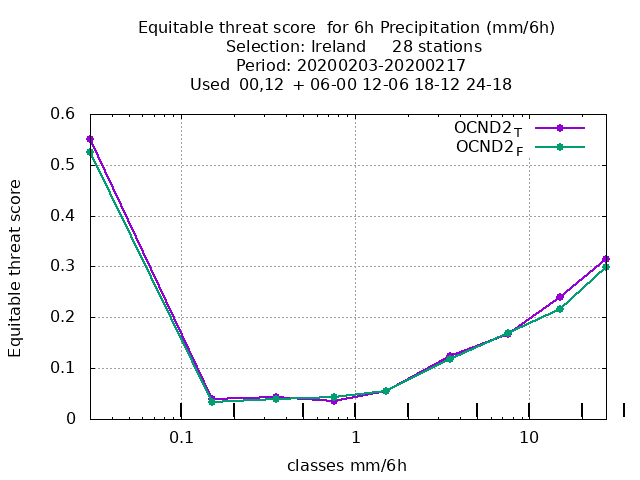 Equitable threat score  for 6h Precipitation (mm/6h)
Selection: Ireland     28 stations
Period: 20200203-20200217
Used  00,12  + 06-00 12-06 18-12 24-18
OCND2_T
OCND2_F
0.6
0.5
0.4
0.3
0.2
0.1
0
Equitable threat score
0.1 1 10
classes mm/6h